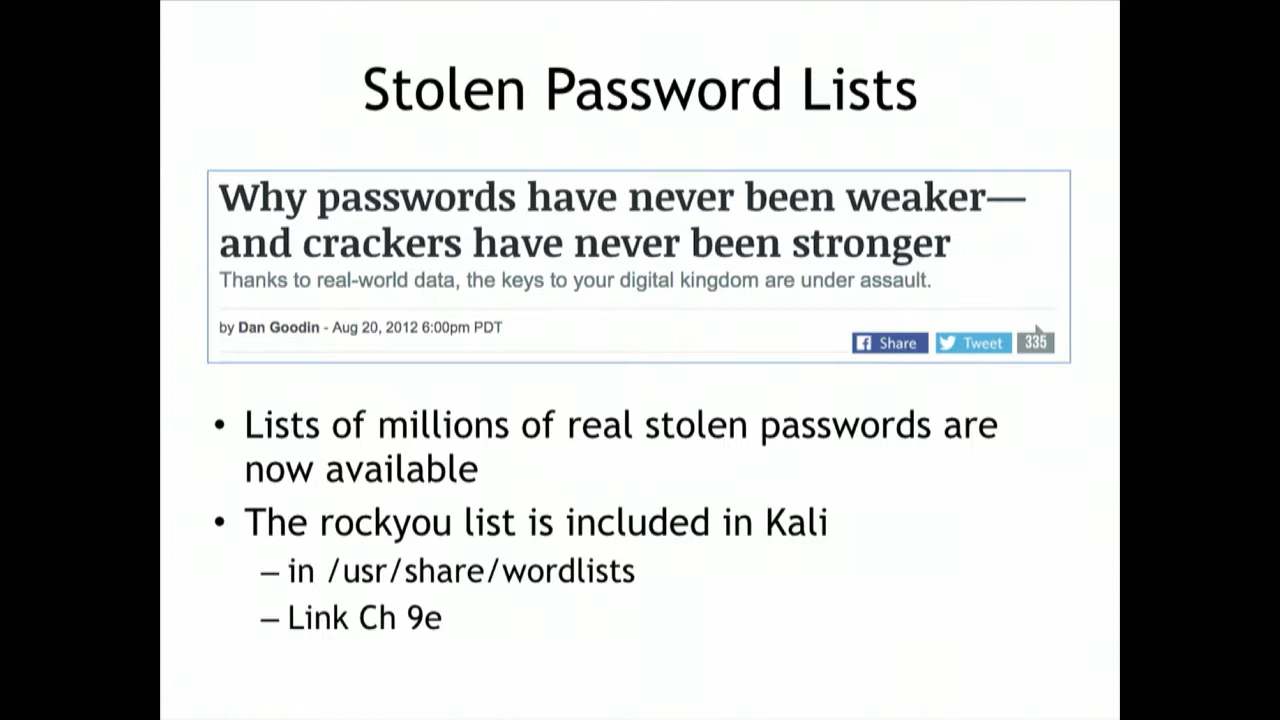 Stolen Password Lists
Why passwords have never been weaker—
and crackers have never been stronger
Thanks to real-world data, the keys to your digital kingdom are under assault.
by Dan Goodin - Aug 20, 2012 6:00pm PDT
Share Tweet 335
• Lists of millions of real stolen passwords are
now available
• The rockyou list is included in Kali
– in /usr/share/wordlists
– Link Ch 9e